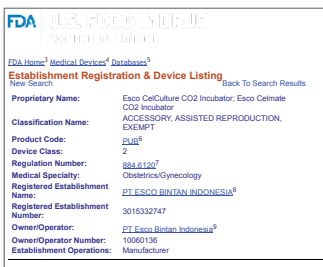 FDA U.S. FOOD & DRUG
ADMINISTRATION
FDA Home3 Medical Devices4 Databases5
Establishment Registration & Device Listing
New Search Back To Search Results
Proprietary Name: Esco CelCulture CO2 Incubator; Esco Celmate
CO2 Incubator
Classification Name: ACCESSORY, ASSISTED REPRODUCTION,
EXEMPT
Product Code: PUB6
Device Class: 2
Regulation Number: 884.61207
Medical Specialty: Obstetrics/Gynecology
Registered Establishment
Name: PT ESCO BINTAN INDONESIA8
Registered Establishment
Number: 3015332747
Owner/Operator: PT Esco Bintan Indonesia9
Owner/Operator Number: 10060136
Establishment Operations: Manufacturer